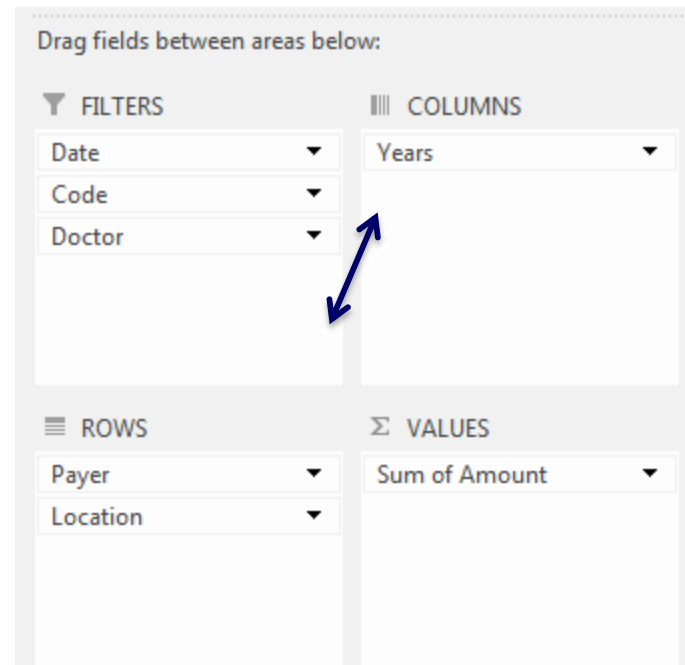 Drag fields between areas below:
FILTERS
Date
Code
Doctor
COLUMNS
Years
ROWS
Payer
Location
Σ VALUES
Sum of Amount